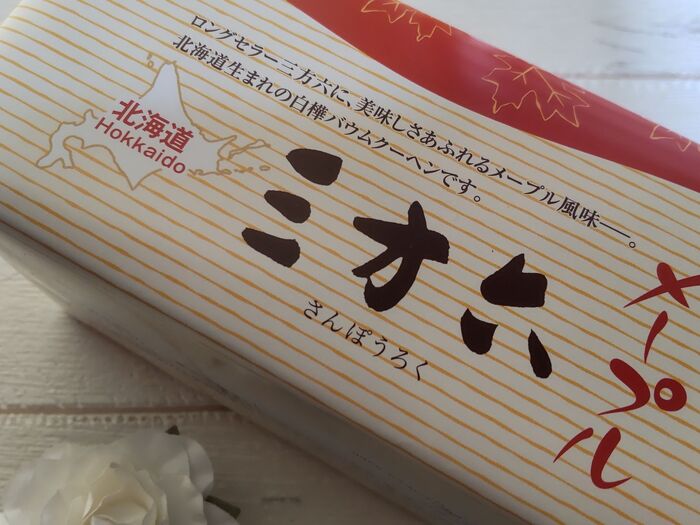 ロングセラー三方六に、美味しさあふれるメープル風味―。
北海道生まれの白樺バウムクーヘンです。
北海道
Hokkaido
三方六
さんぽうろく
メープル